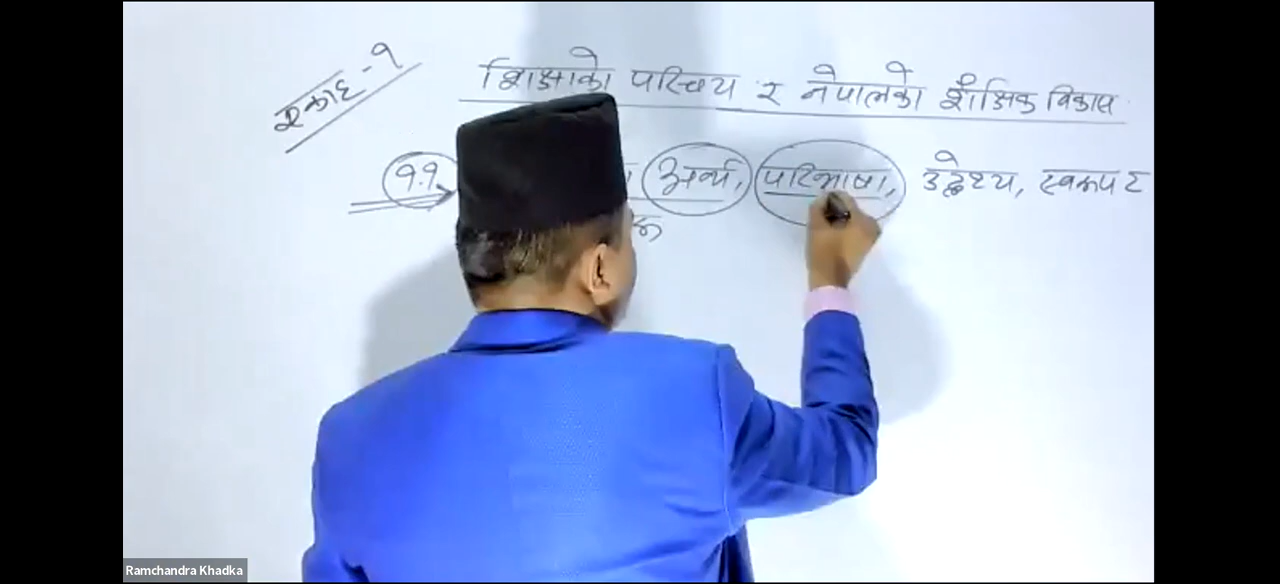 एकाइ - १
शिक्षाको परिचय र नेपालको शैक्षिक विकास
१.१ अर्थ, परिभाषा, उद्देश्य, स्वरूप र
Ramchandra Khadka